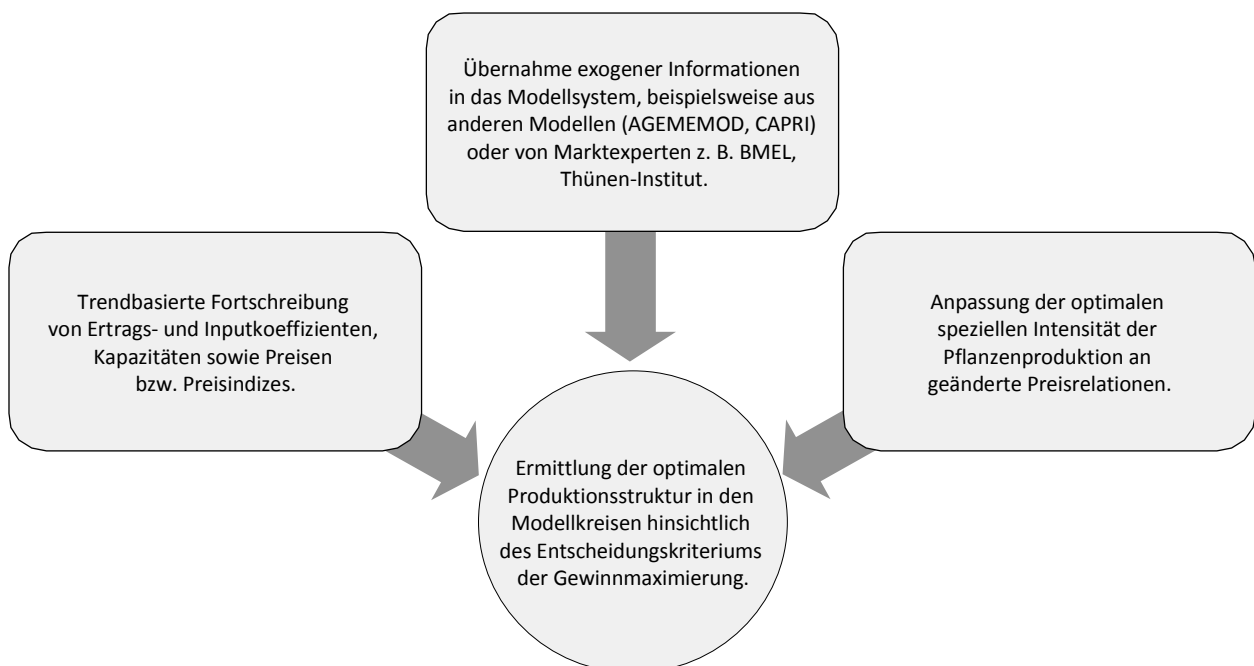 Übernahme exogener Informationen
in das Modellsystem, beispielsweise aus
anderen Modellen (AGEMEMOD, CAPRI)
oder von Marktexperten z. B. BMEL,
Thünen-Institut.
Trendbasierte Fortschreibung
von Ertrags- und Inputkoeffizienten,
Kapazitäten sowie Preisen
bzw. Preisindizes.
Anpassung der optimalen
speziellen Intensität der
Pflanzenproduktion an
geänderte Preisrelationen.
Ermittlung der optimalen
Produktionsstruktur in den
Modellkreisen hinsichtlich
des Entscheidungskriteriums
der Gewinnmaximierung.